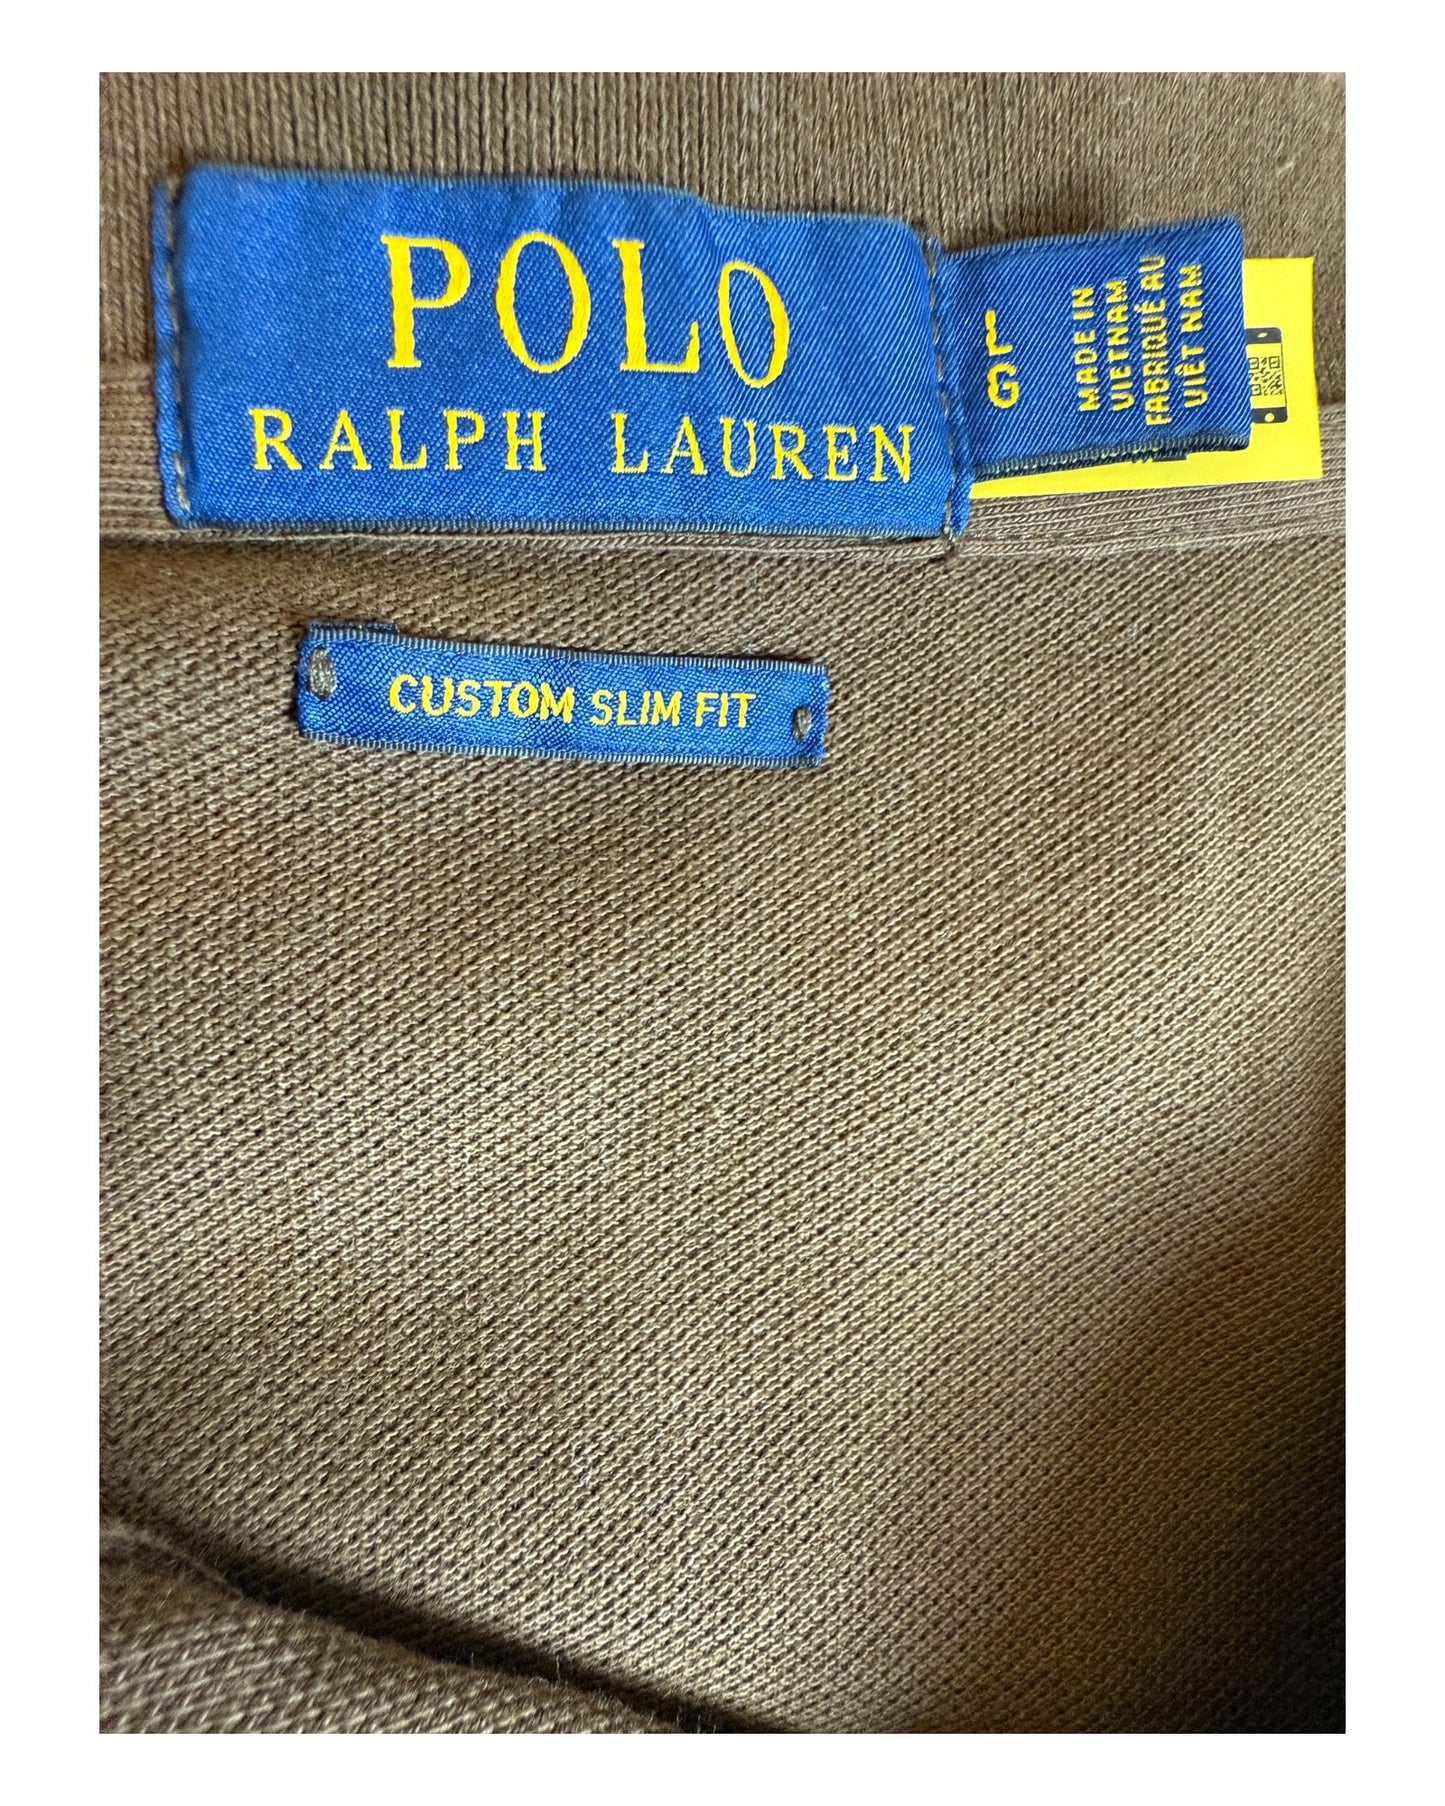 POLO
RALPH LAUREN
G L
MADE IN
VIETNAM
FABRIQUÉ AU
VIÊT NAM
CUSTOM SLIM FIT